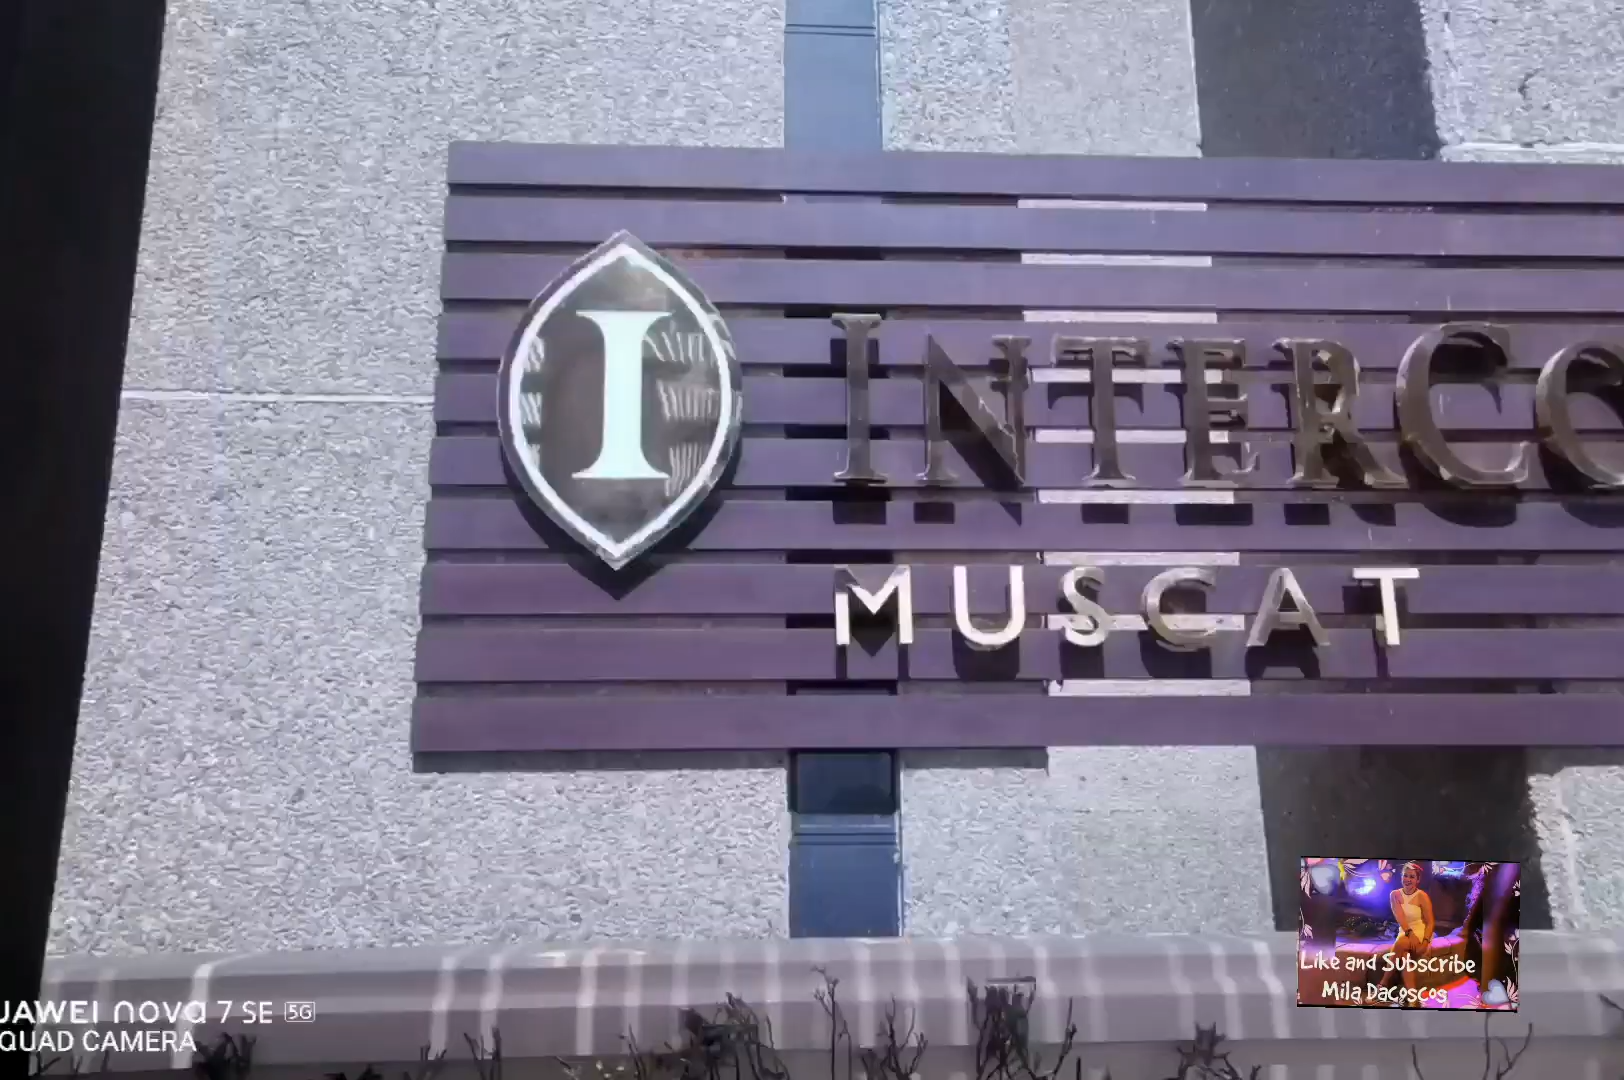 I
INTERCO
MUSCAT
Like and Subscribe
Mila Dacoscos
UAWEI nova 7 SE 5G
QUAD CAMERA